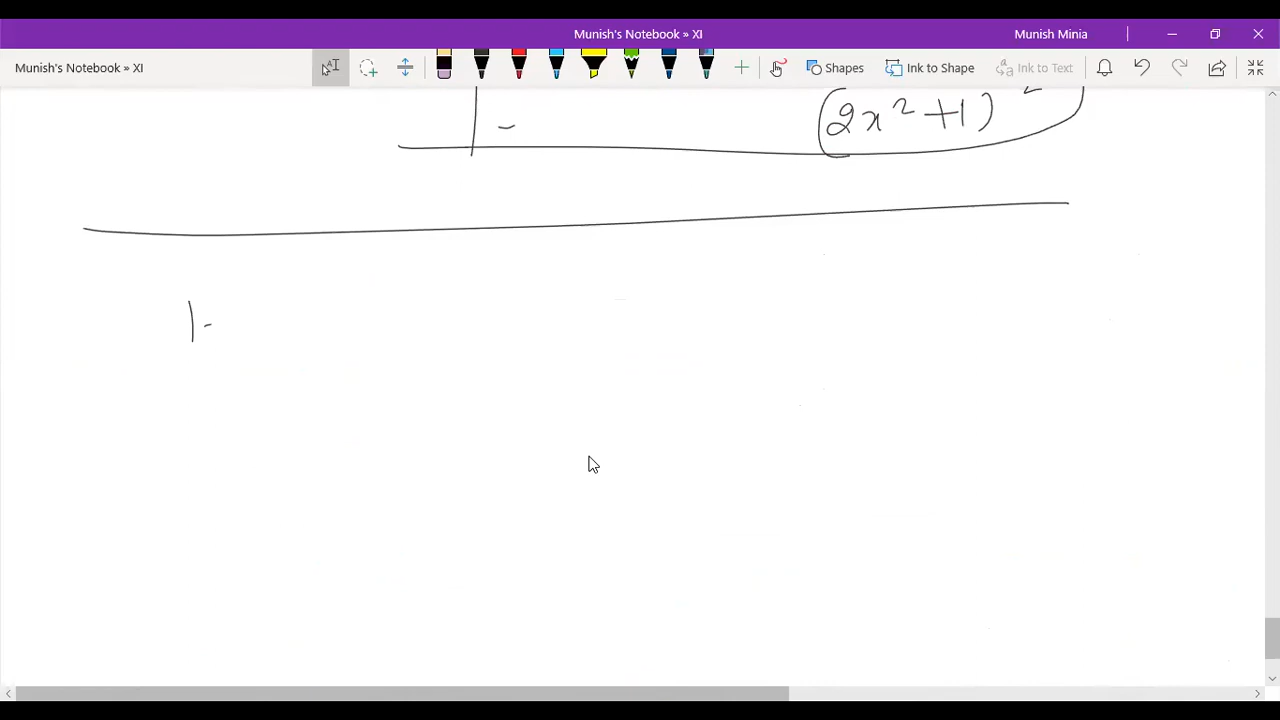 Munish's Notebook » XI
Munish Minia
Munish's Notebook » XI
Shapes
Ink to Shape
Ink to Text
(2x² + 1)